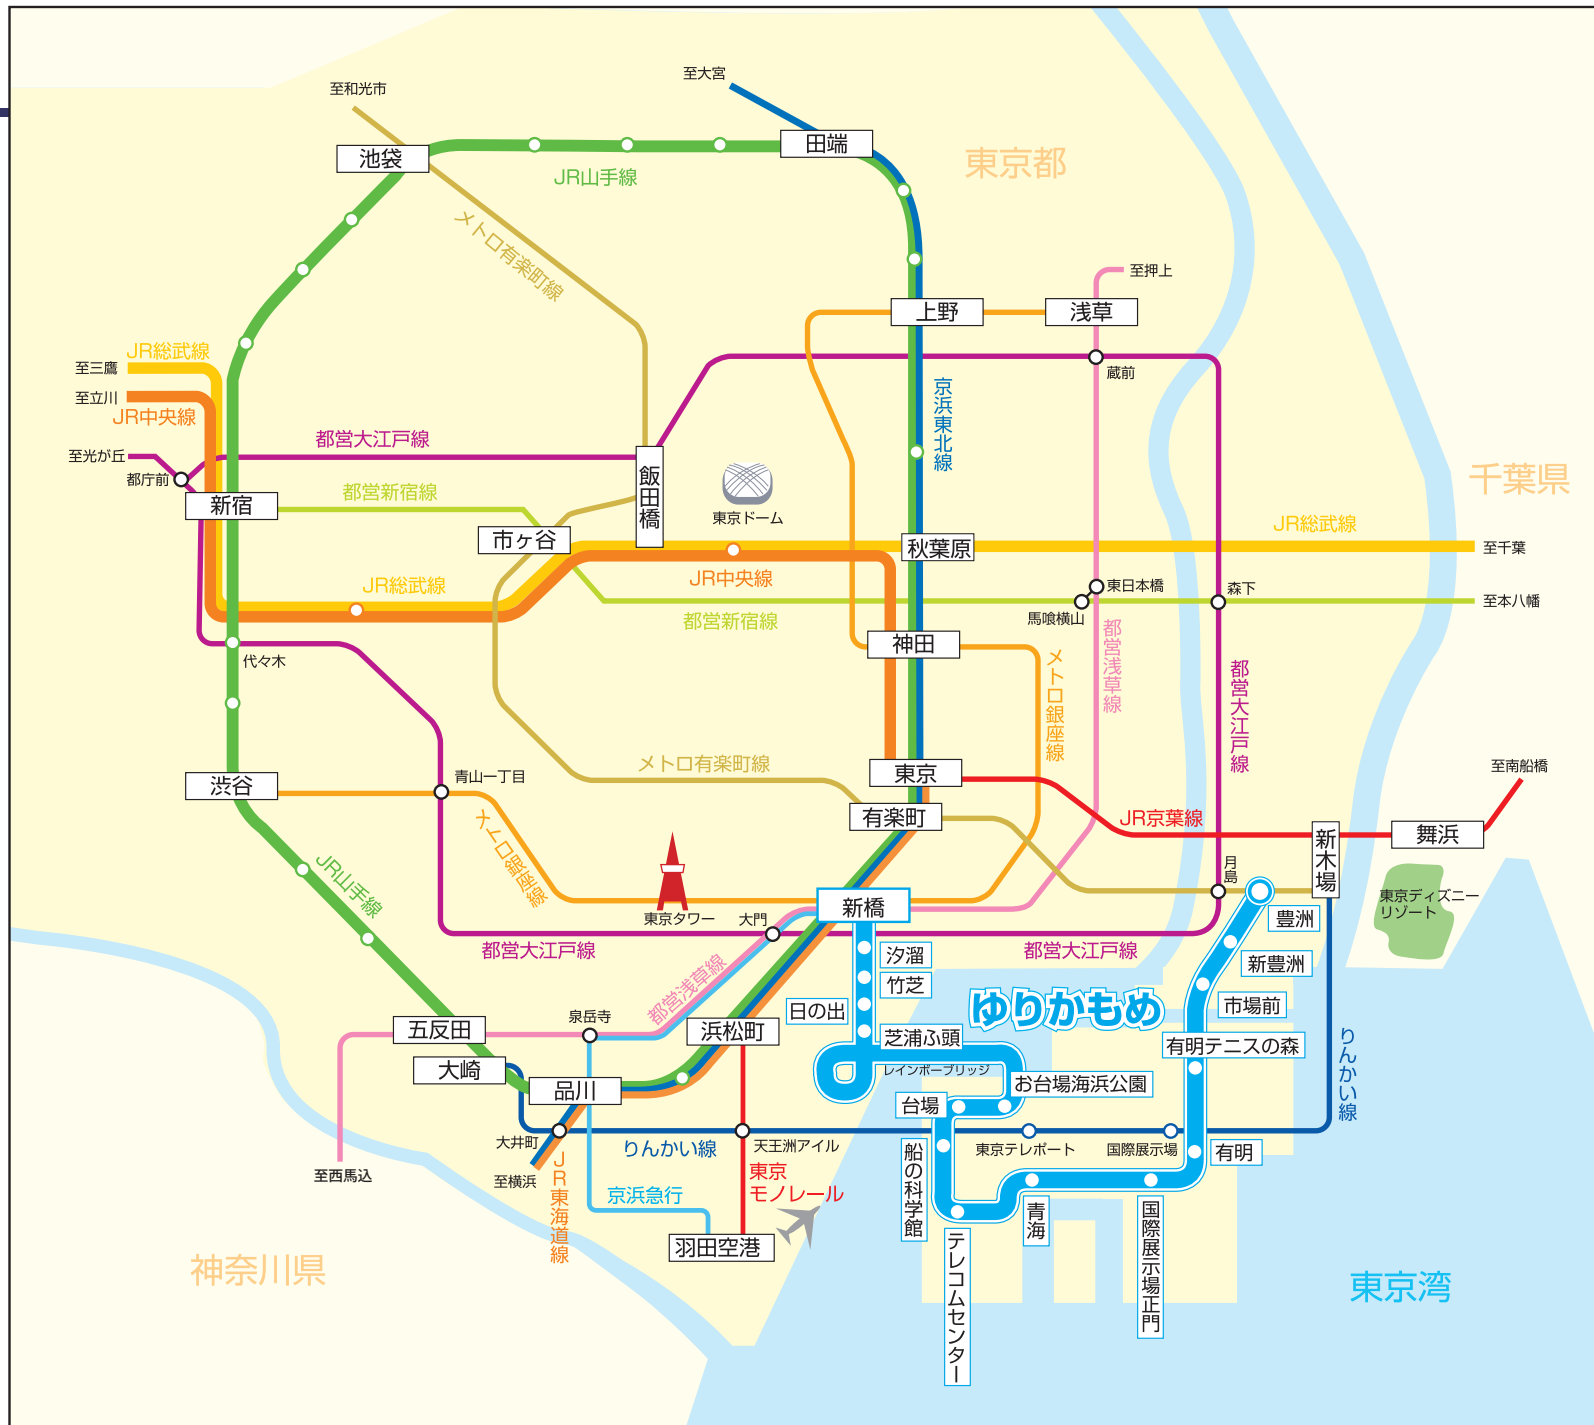 至大宮
至和光市
田端
池袋
東京都
JR山手線
メトロ有楽町線
至押上
上野
浅草
JR総武線
至三鷹
蔵前
至立川
JR中央線
京浜東北線
都営大江戸線
至光が丘
都庁前
飯田橋
千葉県
新宿
都営新宿線
東京ドーム
JR総武線
市ヶ谷
秋葉原
至千葉
JR中央線
JR総武線
東日本橋
森下
至本八幡
馬喰横山
都営新宿線
都営浅草線
神田
代々木
メトロ銀座線
都営大江戸線
メトロ有楽町線
東京
至南船橋
青山一丁目
渋谷
有楽町
JR京葉線
新木場
舞浜
メトロ銀座線
JR山手線
月島
東京ディズニー
リゾート
東京タワー
大門
新橋
豊洲
都営大江戸線
都営大江戸線
汐溜
新豊洲
竹芝
都営浅草線
日の出
ゆりかもめ
市場前
泉岳寺
五反田
浜松町
芝浦ふ頭
有明テニスの森
りんかい線
大崎
レインボーブリッジ
品川
お台場海浜公園
台場
大井町
りんかい線
天王洲アイル
東京テレポート
国際展示場
有明
至西馬込
至横浜
JR東海道線
京浜急行
東京
モノレール
船の科学館
青海
国際展示場正門
羽田空港
テレコムセンター
神奈川県
東京湾